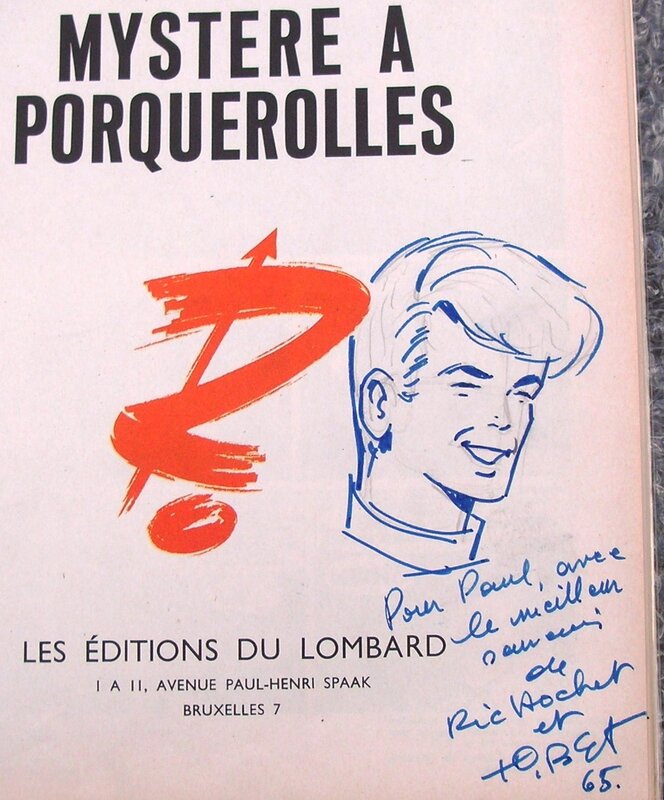 MYSTERE A
PORQUEROLLES
R
LES ÉDITIONS DU LOMBARD
1 A 11, AVENUE PAUL-HENRI SPAAK
BRUXELLES 7
Pour Paul, avec
le meilleur
souvenir
de
Ric Hochet
et
TIBET
65.